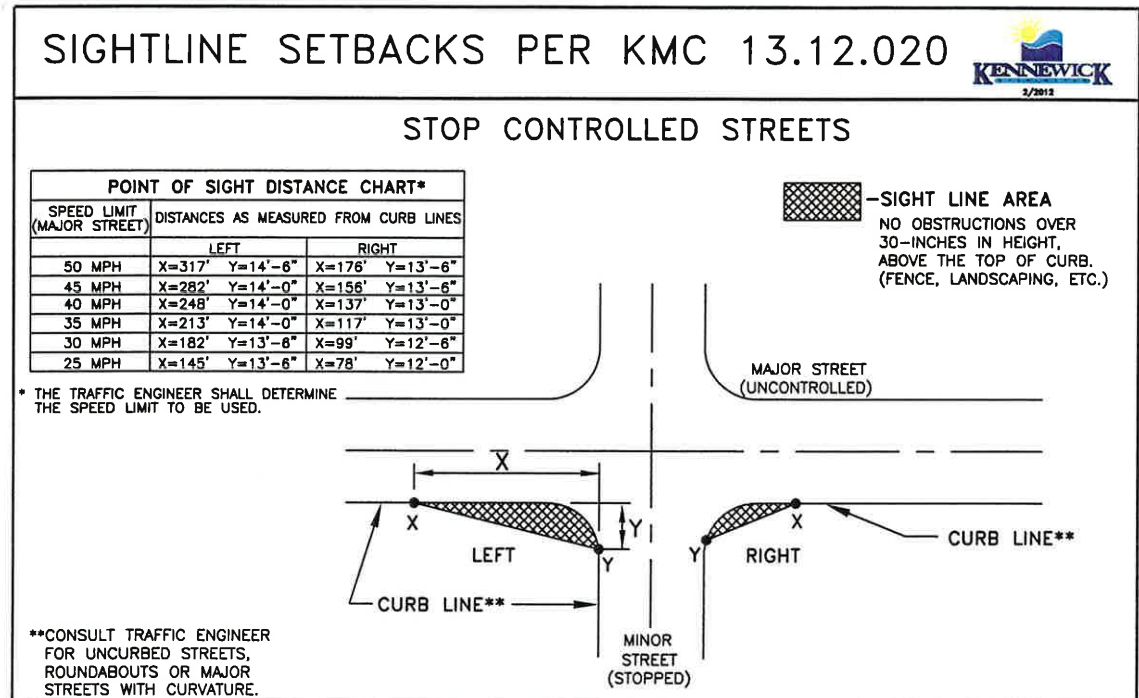 SIGHTLINE SETBACKS PER KMC 13.12.020
KENNEWICK
2/2012
STOP CONTROLLED STREETS
POINT OF SIGHT DISTANCE CHART*
SPEED LIMIT (MAJOR STREET) DISTANCES AS MEASURED FROM CURB LINES
LEFT RIGHT
50 MPH X=317' Y=14'-6" X=176' Y=13'-6"
45 MPH X=282' Y=14'-0" X=156' Y=13'-6"
40 MPH X=248' Y=14'-0" X=137' Y=13'-0"
35 MPH X=213' Y=14'-0" X=117' Y=13'-0"
30 MPH X=182' Y=13'-6" X=99' Y=12'-6"
25 MPH X=145' Y=13'-6" X=78' Y=12'-0"
* THE TRAFFIC ENGINEER SHALL DETERMINE
THE SPEED LIMIT TO BE USED.
-SIGHT LINE AREA
NO OBSTRUCTIONS OVER
30-INCHES IN HEIGHT,
ABOVE THE TOP OF CURB.
(FENCE, LANDSCAPING, ETC.)
MAJOR STREET
(UNCONTROLLED)
X
X
Y
Y
LEFT
Y
X
RIGHT
CURB LINE**
CURB LINE**
MINOR
STREET
(STOPPED)
**CONSULT TRAFFIC ENGINEER
FOR UNCURBED STREETS,
ROUNDABOUTS OR MAJOR
STREETS WITH CURVATURE.